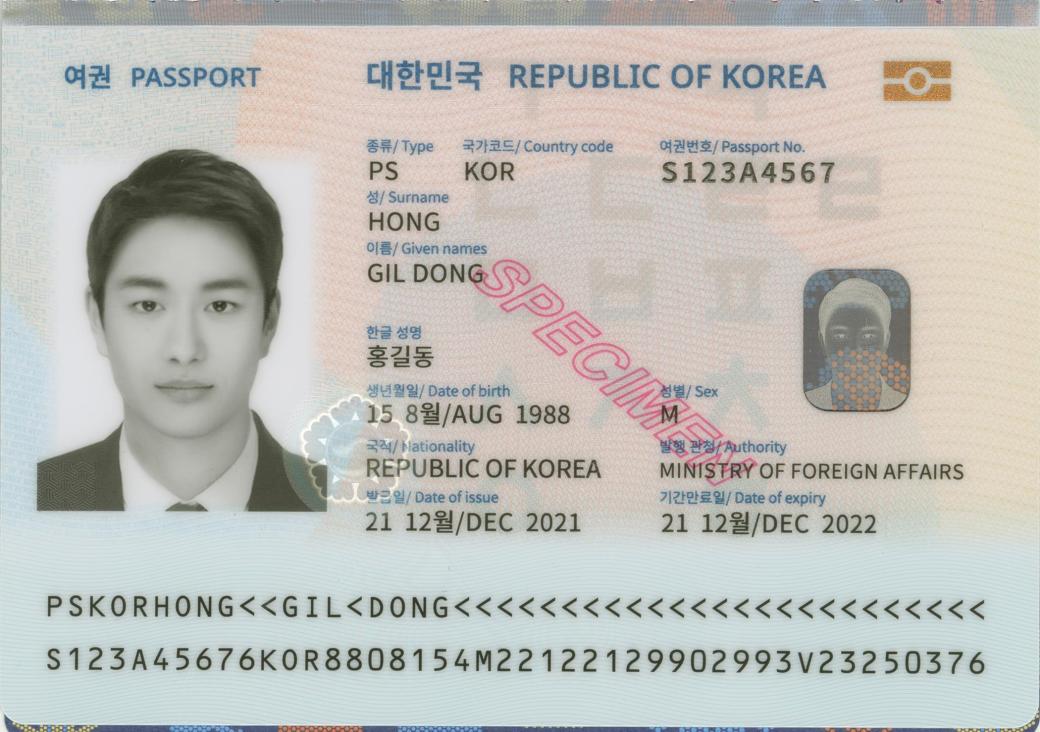 여권 PASSPORT
대한민국 REPUBLIC OF KOREA
종류/ Type 국가코드/ Country code 여권번호/ Passport No.
PS KOR S123A4567
성/ Surname
HONG
이름/ Given names
GIL DONG
한글 성명
홍길동
생년월일/ Date of birth 성별/ Sex
15 8월/AUG 1988 M
국적/ Nationality 발행 관청/ Authority
REPUBLIC OF KOREA MINISTRY OF FOREIGN AFFAIRS
발급일/ Date of issue 기간만료일/ Date of expiry
21 12월/DEC 2021 21 12월/DEC 2022
SPECIMEN
PSKORHONG<<GIL<DONG<<<<<<<<<<<<<<<<<<<<<<<<<
S123A45676KOR8808154M2212212990 2993V23250376